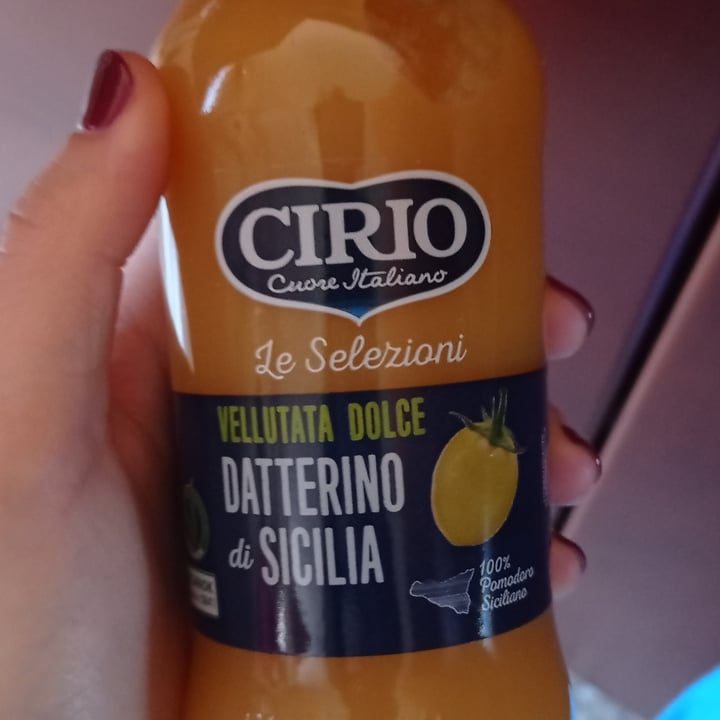 CIRIO
Cuore Italiano
Le Selezioni
VELLUTATA DOLCE
DATTERINO
di SICILIA
100%
Pomodoro
Siciliano